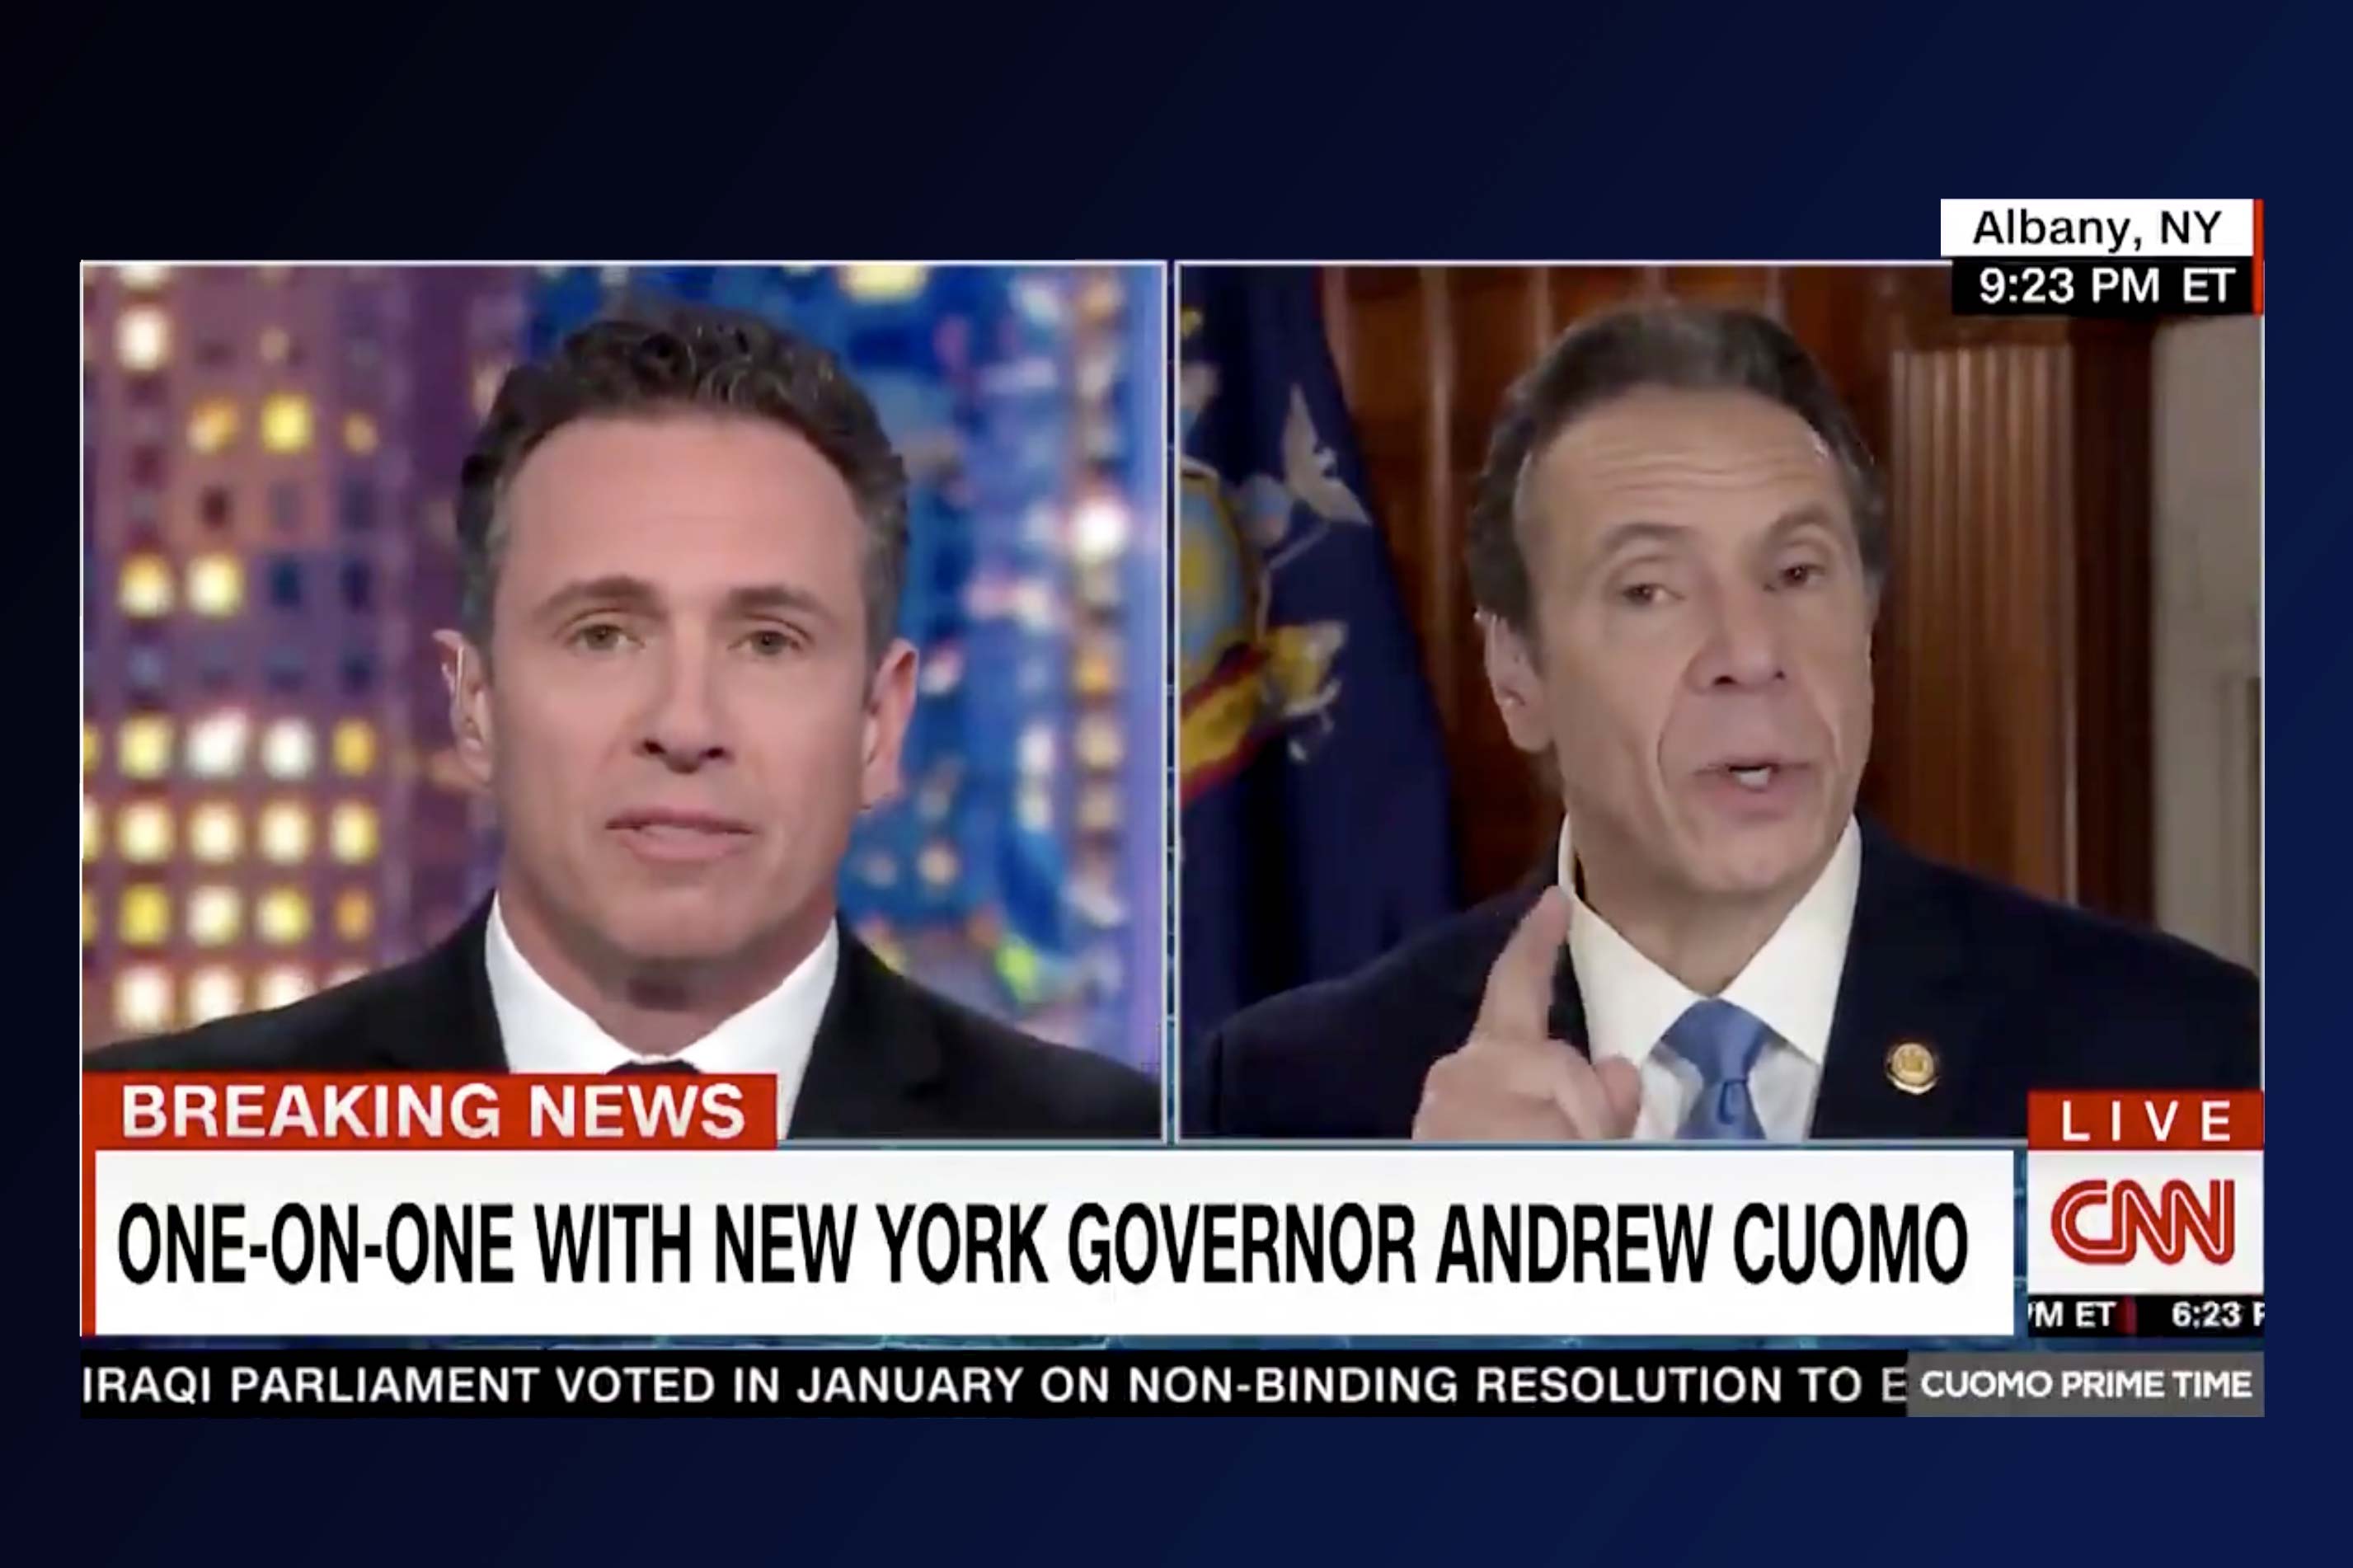 Albany, NY
9:23 PM ET
BREAKING NEWS
LIVE
ONE-ON-ONE WITH NEW YORK GOVERNOR ANDREW CUOMO
CNN
M ET 6:23
IRAQI PARLIAMENT VOTED IN JANUARY ON NON-BINDING RESOLUTION TO
CUOMO PRIME TIME